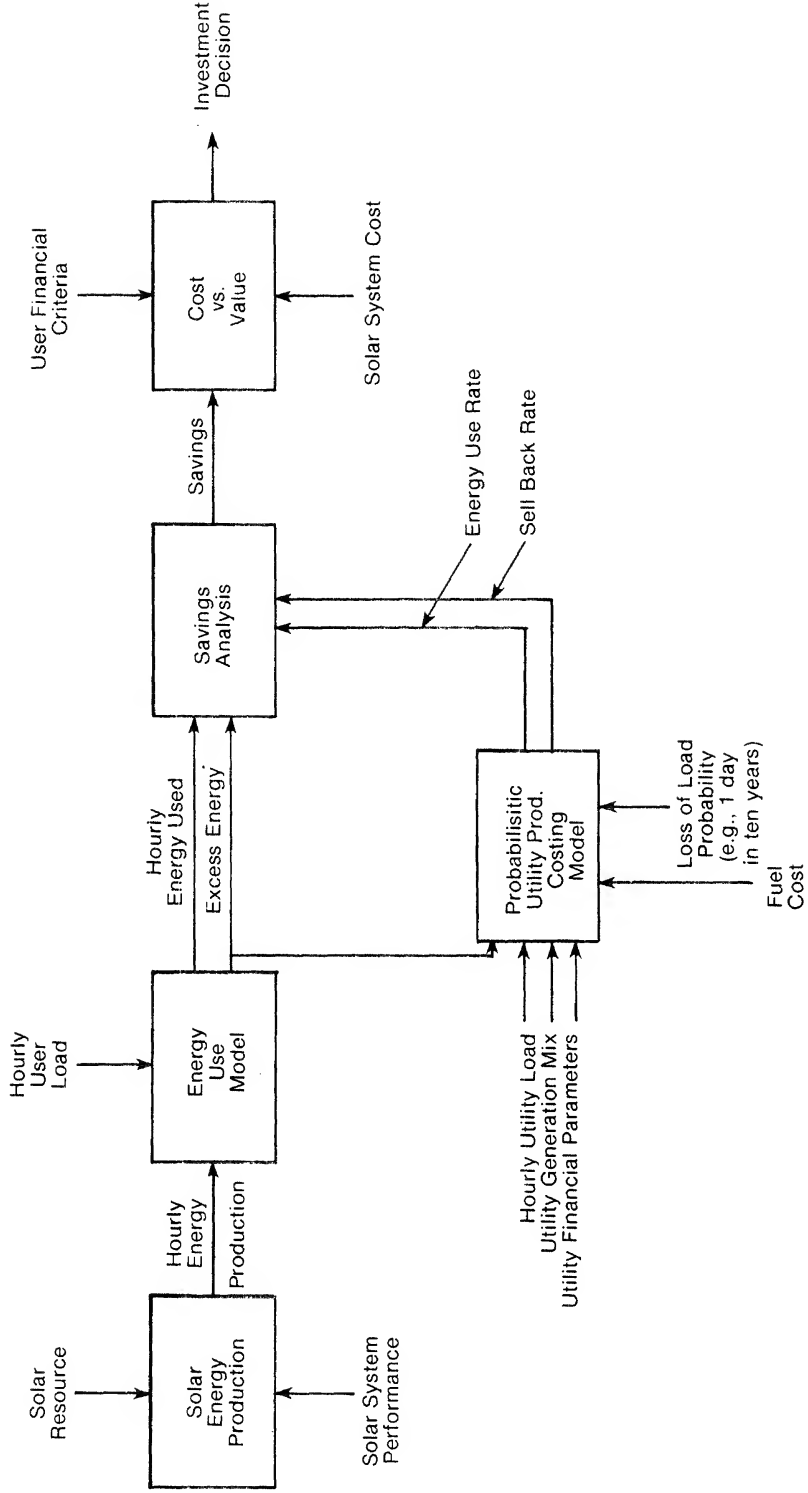 Solar
Resource
Solar
Energy
Production
Solar System
Performance
Hourly
Energy
Production
Hourly
User
Load
Energy
Use
Model
Hourly
Energy Used
Excess Energy
Hourly Utility Load
Utility Generation Mix
Utility Financial Parameters
Probabilisitic
Utility Prod.
Costing
Model
Fuel
Cost
Loss of Load
Probability
(e.g., 1 day
in ten years)
Savings
Analysis
Energy Use Rate
Sell Back Rate
Savings
User Financial
Criteria
Cost
vs.
Value
Solar System Cost
Investment
Decision